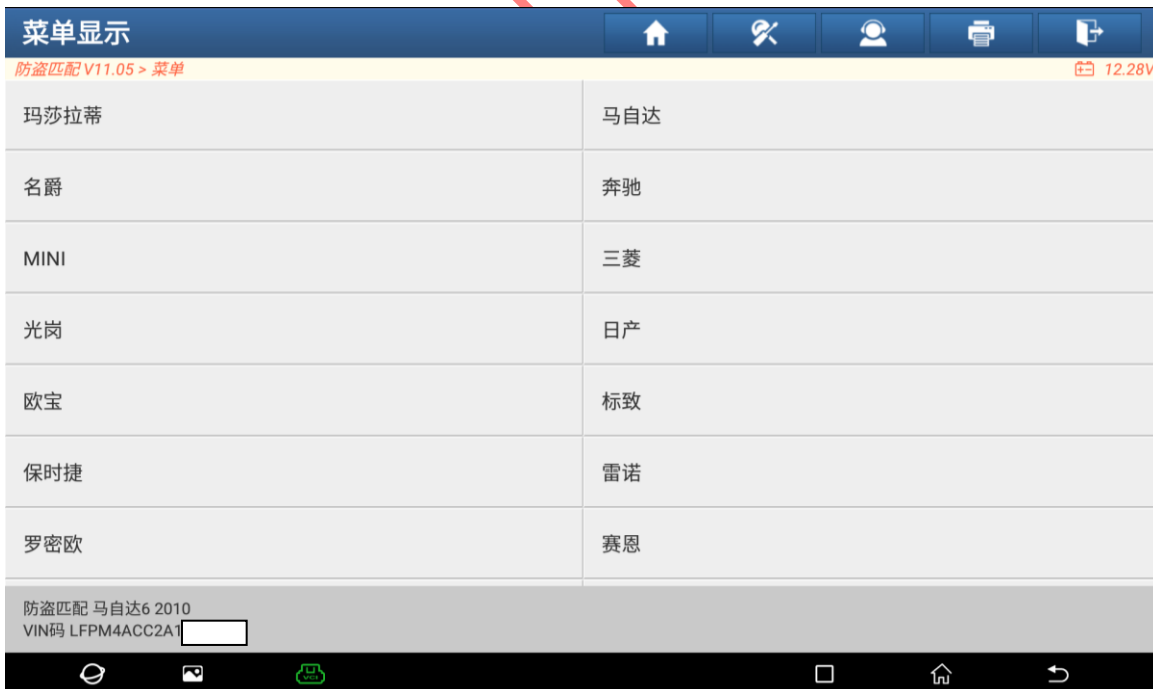 菜单显示
防盗匹配 V11.05 > 菜单
12.28V
玛莎拉蒂
马自达
名爵
奔驰
MINI
三菱
光岗
日产
欧宝
标致
保时捷
雷诺
罗密欧
赛恩
防盗匹配 马自达6 2010
VIN码 LFPM4ACC2A1
VCI